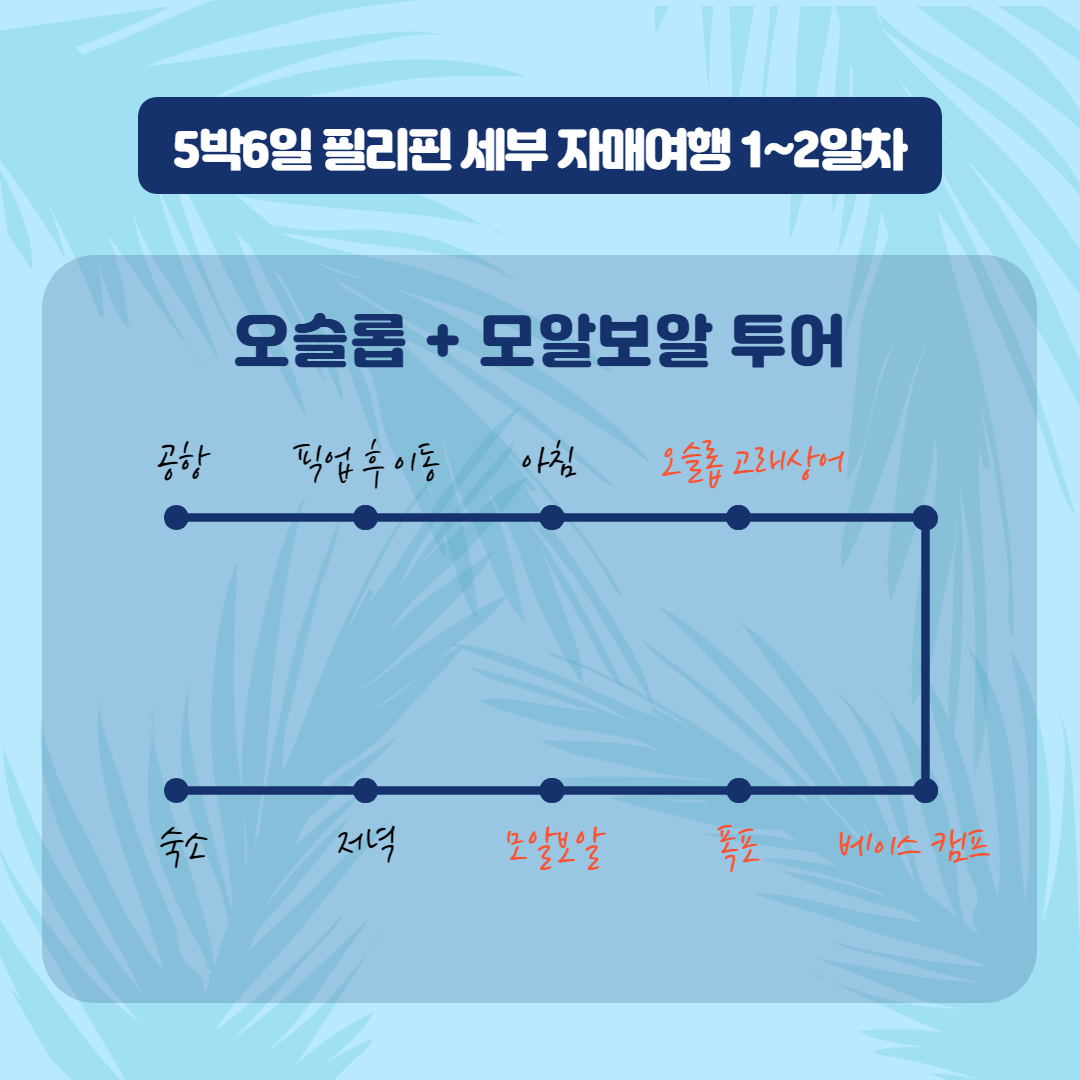 5박6일 필리핀 세부 자매여행 1~2일차
오슬롭 + 모알보알 투어
공항 픽업 후 이동 아침 오슬롭 고래상어
숙소 저녁 모알보알 폭포 베이스 캠프